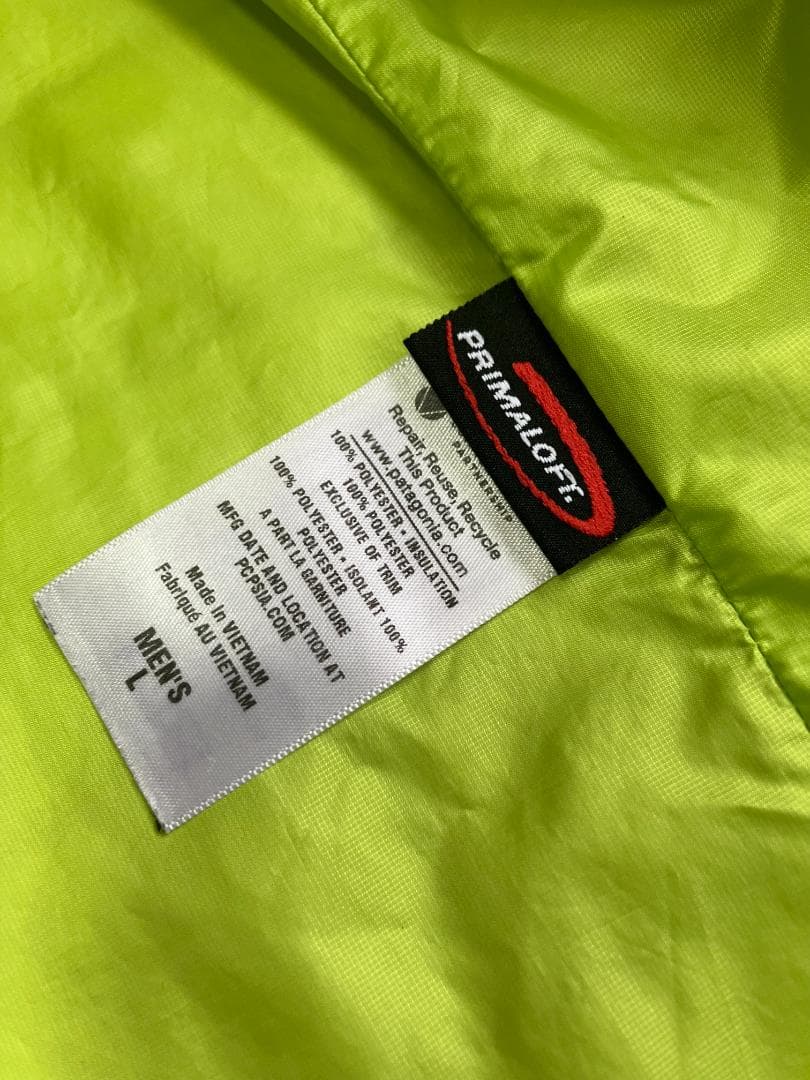 PRIMALOFT.
PARTNERSHIP
Repair, Reuse, Recycle
This Product
www.patagonia.com
100% POLYESTER • INSULATION
100% POLYESTER
EXCLUSIVE OF TRIM
100% POLYESTER • ISOLANT 100%
POLYESTER
A PART LA GARNITURE
MFG DATE AND LOCATION AT
PCPSIA.COM
Made in VIETNAM
Fabriqué AU VIETNAM
MEN'S
L